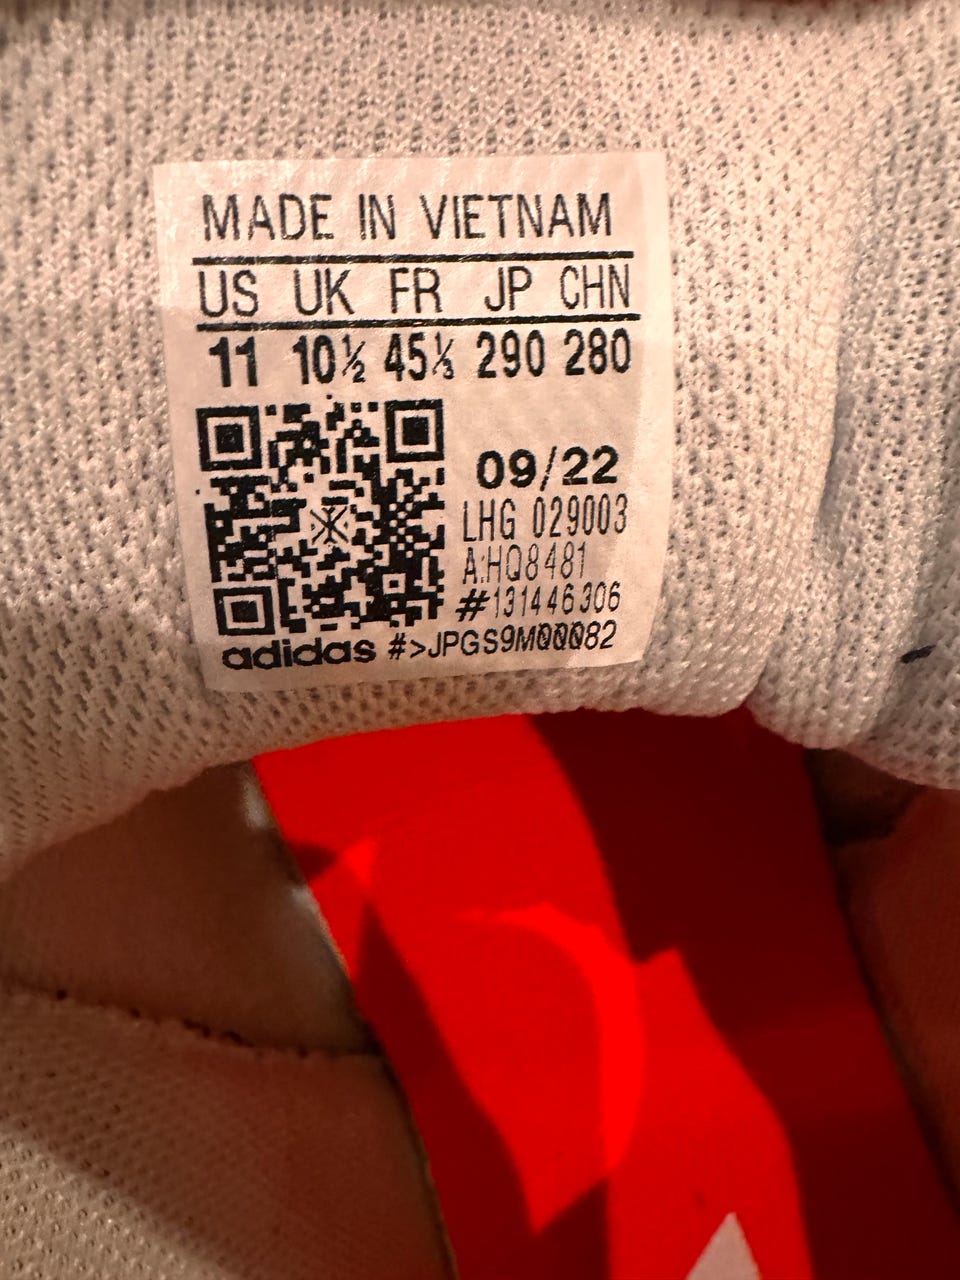 MADE IN VIETNAM
US UK FR JP CHN
11 10½ 45⅓ 290 280
09/22
LHG 029003
A:HQ8481
#131446306
adidas #>JPGS9M00082